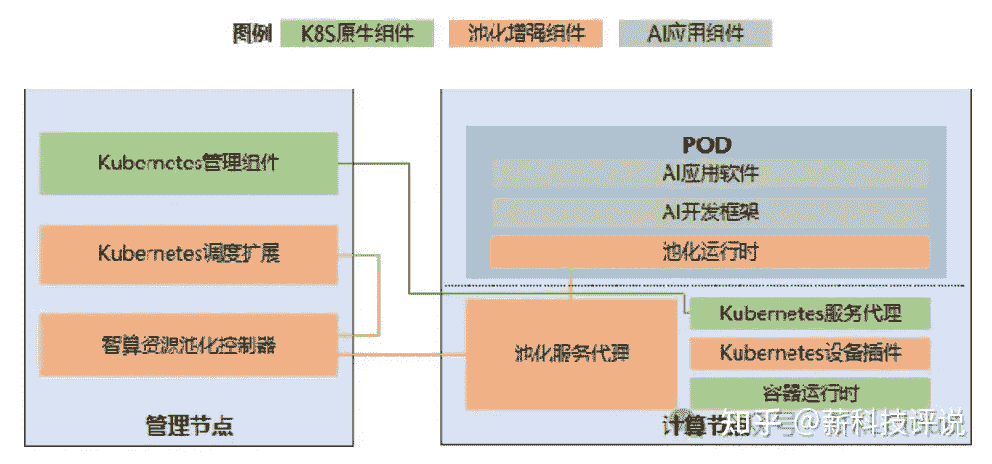 图例 K8S原生组件 池化增强组件 AI应用组件
Kubernetes管理组件
Kubernetes调度扩展
智算资源池化控制器
管理节点
POD
AI应用软件
AI开发框架
池化运行时
池化服务代理
Kubernetes服务代理
Kubernetes设备插件
容器运行时
计算节点
知乎 @薪科技评说